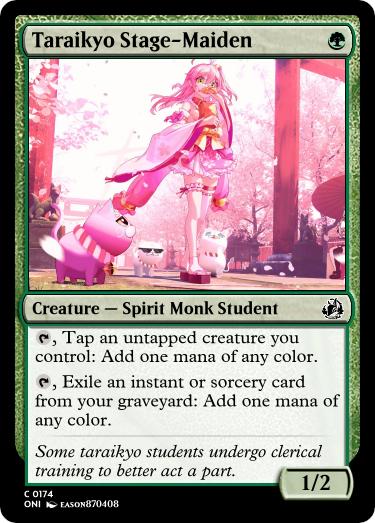 Taraikyo Stage-Maiden
Creature — Spirit Monk Student
, Tap an untapped creature you
control: Add one mana of any color.
, Exile an instant or sorcery card
from your graveyard: Add one mana of
any color.
Some taraikyo students undergo clerical
training to better act a part.
1/2
C 0174
ONI EASON870408